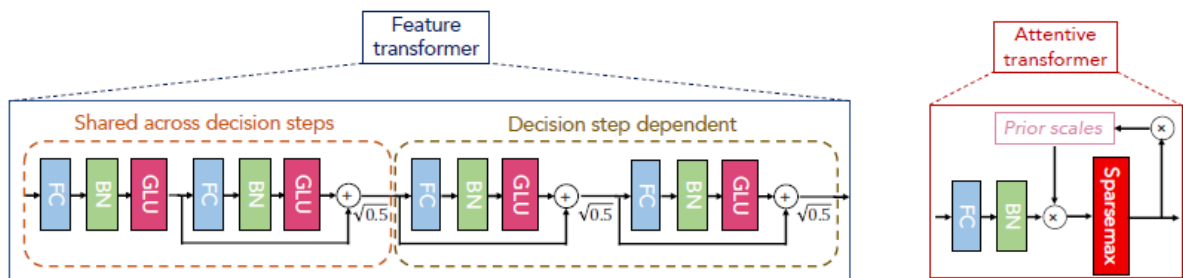 Feature
transformer
Attentive
transformer
Shared across decision steps
Decision step dependent
Prior scales
×
FC
BN
GLU
FC
BN
GLU
+
√0.5
FC
BN
GLU
+
√0.5
FC
BN
GLU
+
√0.5
FC
BN
×
Sparsemax